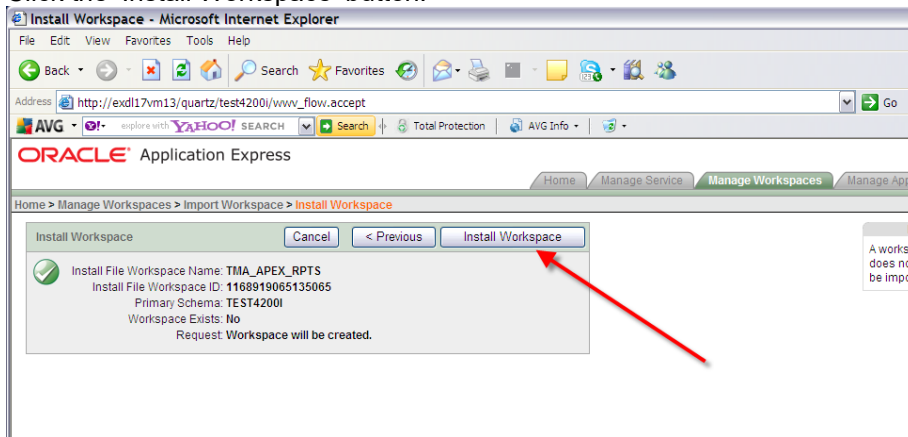 Install Workspace - Microsoft Internet Explorer
File Edit View Favorites Tools Help
Back Search Favorites
Address http://exdl17vm13/quartz/test4200i/wwv_flow.accept Go
AVG explore with YAHOO! SEARCH Search Total Protection AVG Info
ORACLE Application Express
Home Manage Service Manage Workspaces Manage App
Home > Manage Workspaces > Import Workspace > Install Workspace
Install Workspace Cancel < Previous Install Workspace
A works
does no
be impo
Install File Workspace Name: TMA_APEX_RPTS
Install File Workspace ID: 1168919065135065
Primary Schema: TEST4200I
Workspace Exists: No
Request: Workspace will be created.